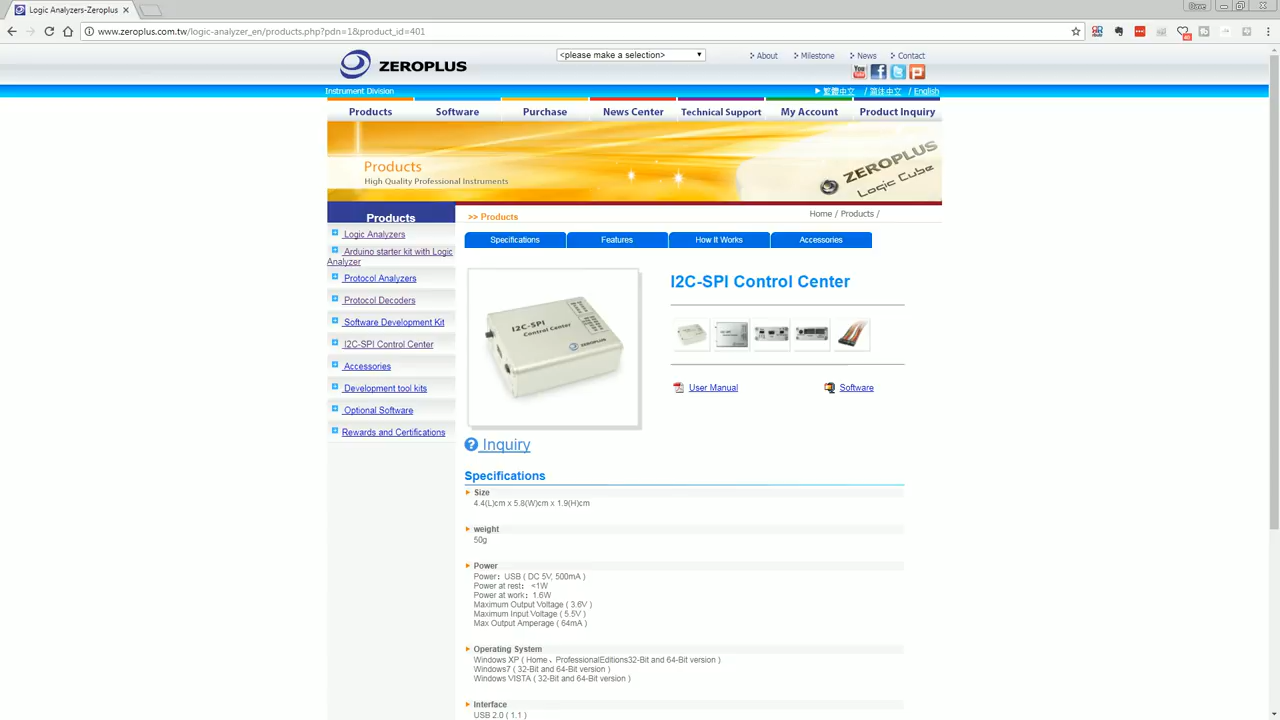 Logic Analyzers-Zeroplus
Dave
www.zeroplus.com.tw/logic-analyzer_en/products.php?pdn=1&product_id=401
ZEROPLUS
<please make a selection>
About
Milestone
News
Contact
Instrument Division
繁體中文 / 简体中文 / English
Products
Software
Purchase
News Center
Technical Support
My Account
Product Inquiry
Products
High Quality Professional Instruments
ZEROPLUS
Logic Cube
Products
>> Products
Home / Products /
Logic Analyzers
Arduino starter kit with Logic
Analyzer
Protocol Analyzers
Protocol Decoders
Software Development Kit
I2C-SPI Control Center
Accessories
Development tool kits
Optional Software
Rewards and Certifications
Specifications
Features
How It Works
Accessories
I2C-SPI
Control Center
ZEROPLUS
I2C-SPI Control Center
User Manual
Software
Inquiry
Specifications
Size
4.4(L)cm x 5.8(W)cm x 1.9(H)cm
weight
50g
Power
Power：USB ( DC 5V, 500mA )
Power at rest： <1W
Power at work：1.6W
Maximum Output Voltage ( 3.6V )
Maximum Input Voltage ( 5.5V )
Max Output Amperage ( 64mA )
Operating System
Windows XP ( Home、ProfessionalEditions32-Bit and 64-Bit version )
Windows7 ( 32-Bit and 64-Bit version )
Windows VISTA ( 32-Bit and 64-Bit version )
Interface
USB 2.0 ( 1.1 )